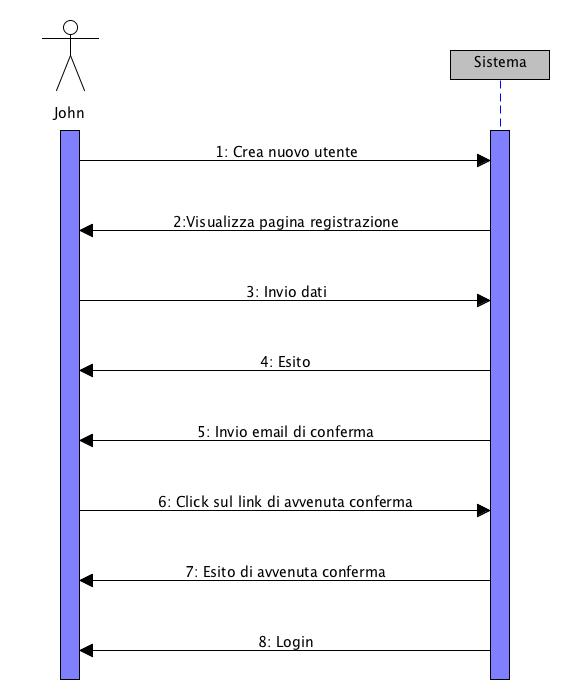 John
Sistema
1: Crea nuovo utente
2:Visualizza pagina registrazione
3: Invio dati
4: Esito
5: Invio email di conferma
6: Click sul link di avvenuta conferma
7: Esito di avvenuta conferma
8: Login